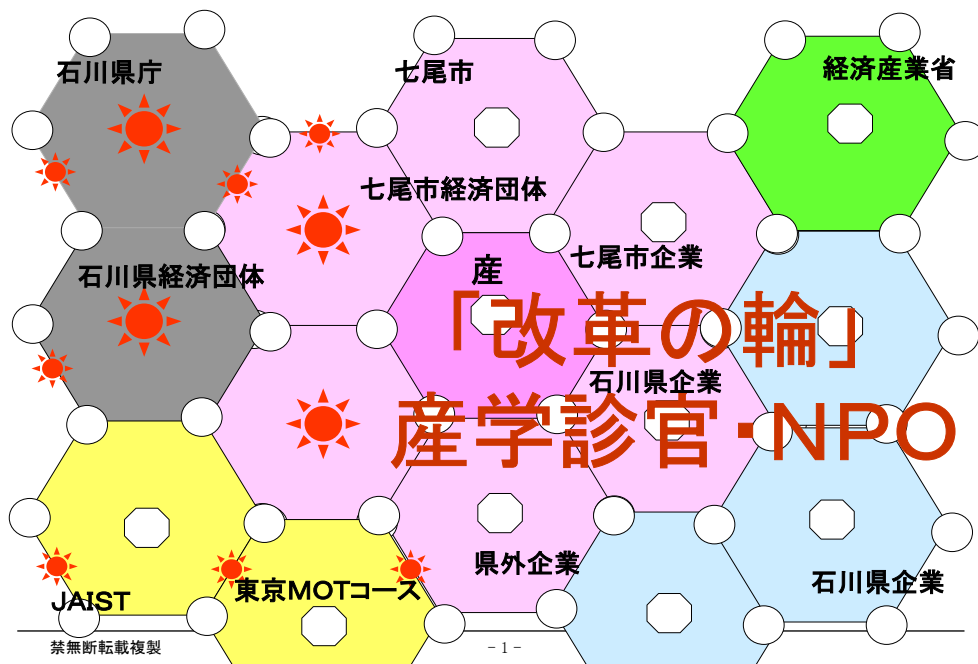 石川県庁
七尾市
経済産業省
七尾市経済団体
石川県経済団体
産
七尾市企業
「改革の輪」
石川県企業
産学診官・NPO
県外企業
石川県企業
JAIST
東京MOTコース
禁無断転載複製
- 1 -